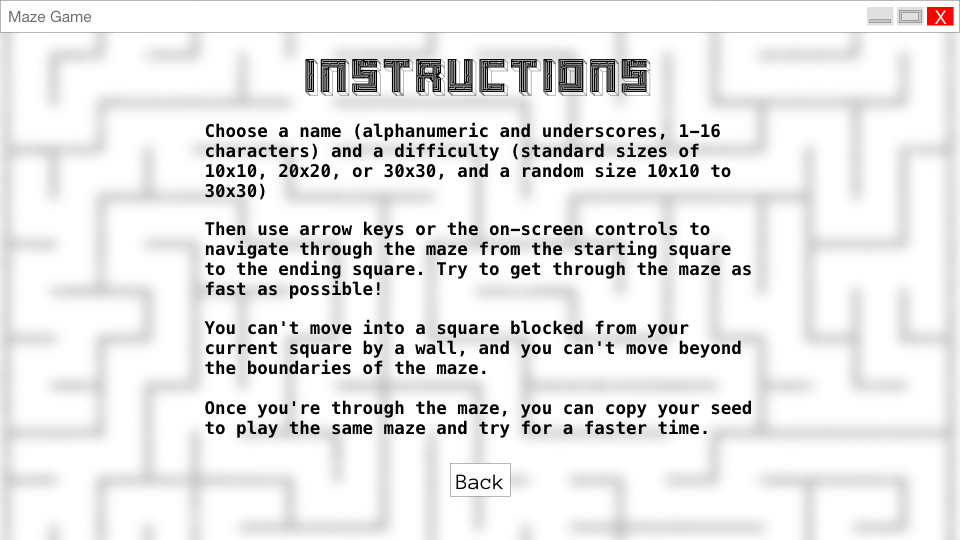 Maze Game
X
INSTRUCTIONS
Choose a name (alphanumeric and underscores, 1–16
characters) and a difficulty (standard sizes of
10x10, 20x20, or 30x30, and a random size 10x10 to
30x30)
Then use arrow keys or the on–screen controls to
navigate through the maze from the starting square
to the ending square. Try to get through the maze as
fast as possible!
You can't move into a square blocked from your
current square by a wall, and you can't move beyond
the boundaries of the maze.
Once you're through the maze, you can copy your seed
to play the same maze and try for a faster time.
Back